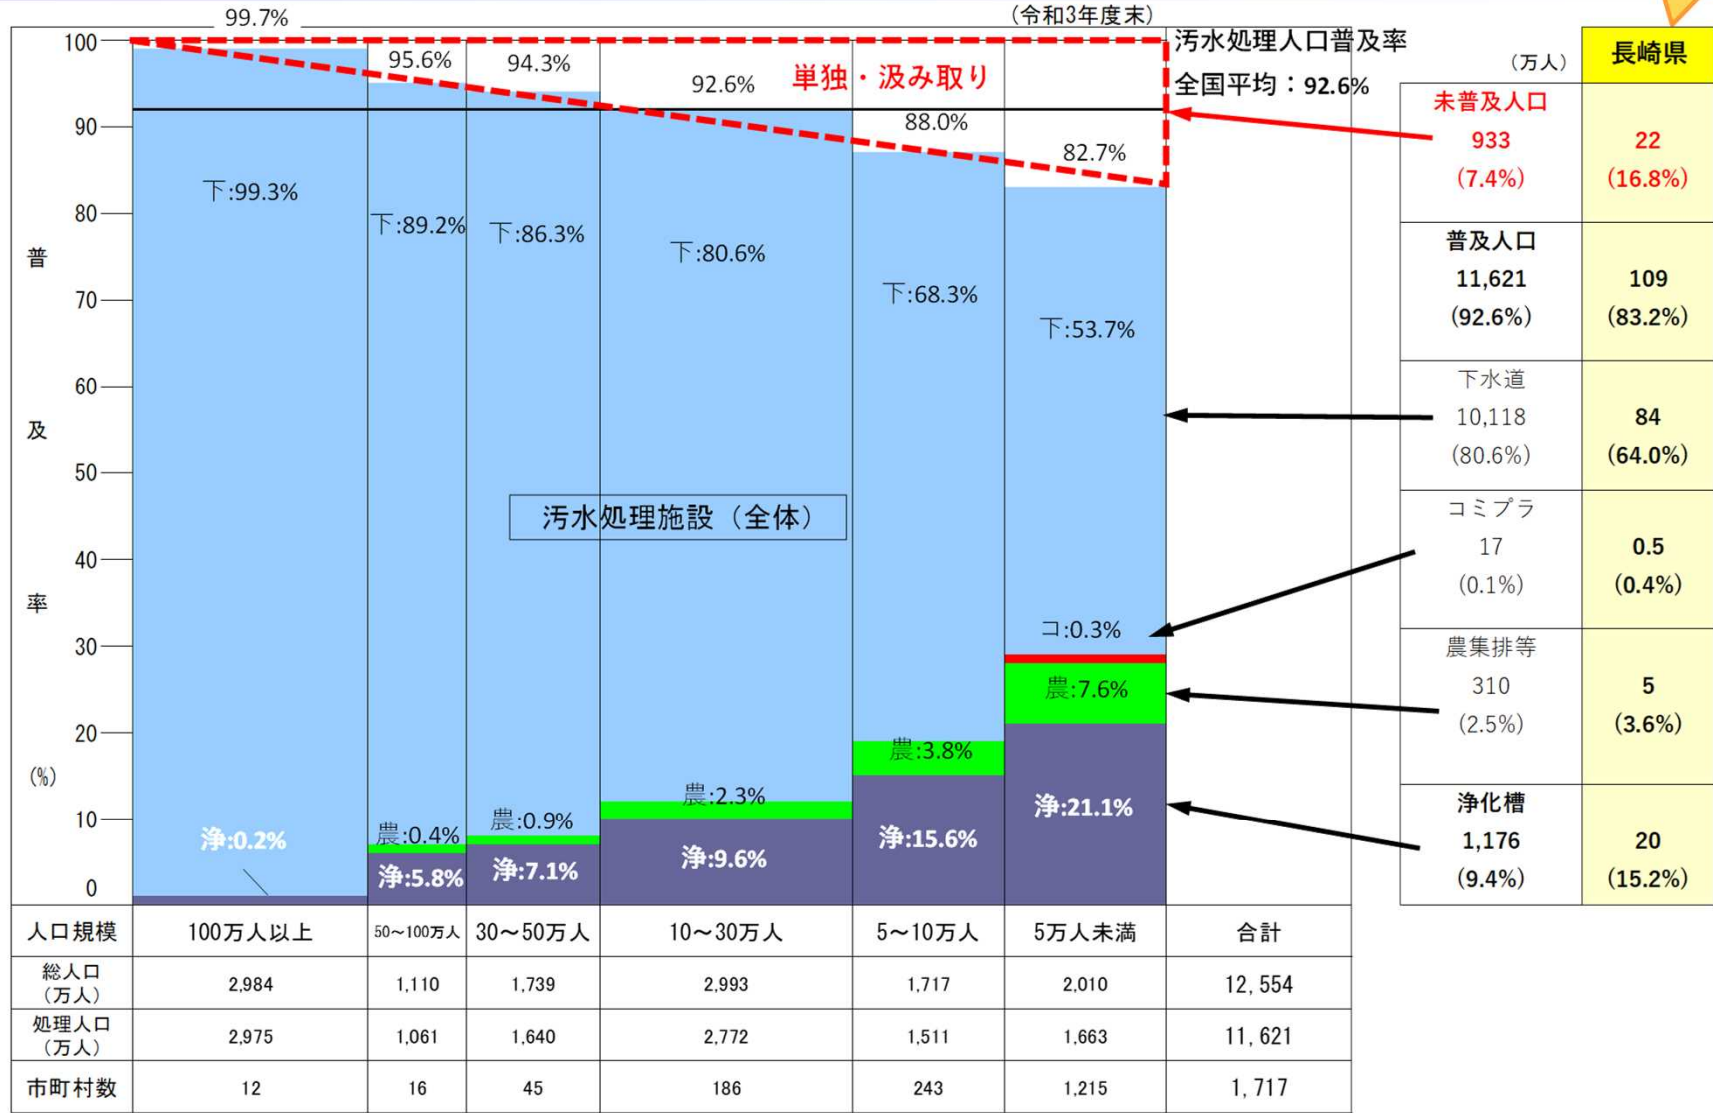 99.7%
(令和3年度末)
100
90
80
70
60
50
40
30
20
10
0
普
及
率
(%)
95.6%
94.3%
92.6%
88.0%
82.7%
単独・汲み取り
汚水処理人口普及率
全国平均：92.6%
下:99.3%
下:89.2%
下:86.3%
下:80.6%
下:68.3%
下:53.7%
汚水処理施設（全体）
コ:0.3%
農:0.4%
農:0.9%
農:2.3%
農:3.8%
農:7.6%
浄:0.2%
浄:5.8%
浄:7.1%
浄:9.6%
浄:15.6%
浄:21.1%
人口規模 100万人以上 50～100万人 30～50万人 10～30万人 5～10万人 5万人未満 合計
総人口
（万人） 2,984 1,110 1,739 2,993 1,717 2,010 12,554
処理人口
（万人） 2,975 1,061 1,640 2,772 1,511 1,663 11,621
市町村数 12 16 45 186 243 1,215 1,717
（万人） 長崎県
未普及人口
933 22
(7.4%) (16.8%)
普及人口
11,621 109
(92.6%) (83.2%)
下水道
10,118 84
(80.6%) (64.0%)
コミプラ
17 0.5
(0.1%) (0.4%)
農集排等
310 5
(2.5%) (3.6%)
浄化槽
1,176 20
(9.4%) (15.2%)